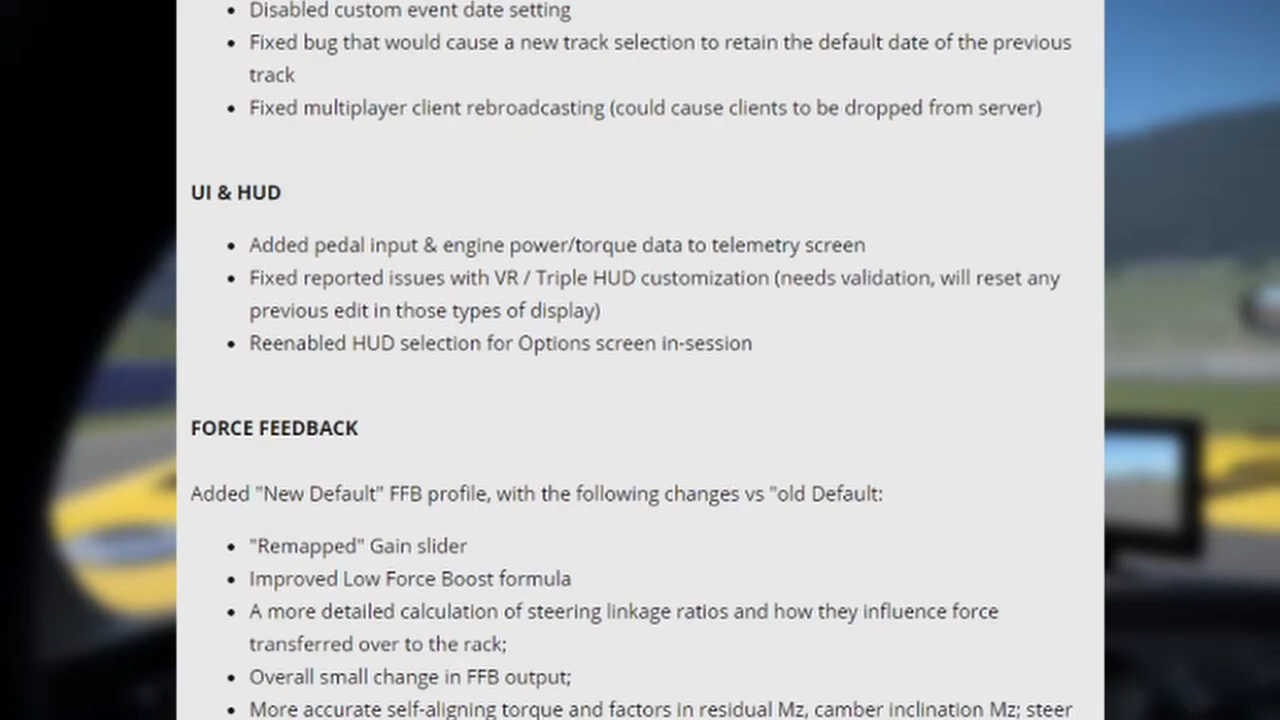 • Disabled custom event date setting
• Fixed bug that would cause a new track selection to retain the default date of the previous
track
• Fixed multiplayer client rebroadcasting (could cause clients to be dropped from server)
UI & HUD
• Added pedal input & engine power/torque data to telemetry screen
• Fixed reported issues with VR / Triple HUD customization (needs validation, will reset any
previous edit in those types of display)
• Reenabled HUD selection for Options screen in-session
FORCE FEEDBACK
Added "New Default" FFB profile, with the following changes vs "old Default:
• "Remapped" Gain slider
• Improved Low Force Boost formula
• A more detailed calculation of steering linkage ratios and how they influence force
transferred over to the rack;
• Overall small change in FFB output;
• More accurate self-aligning torque and factors in residual Mz, camber inclination Mz; steer